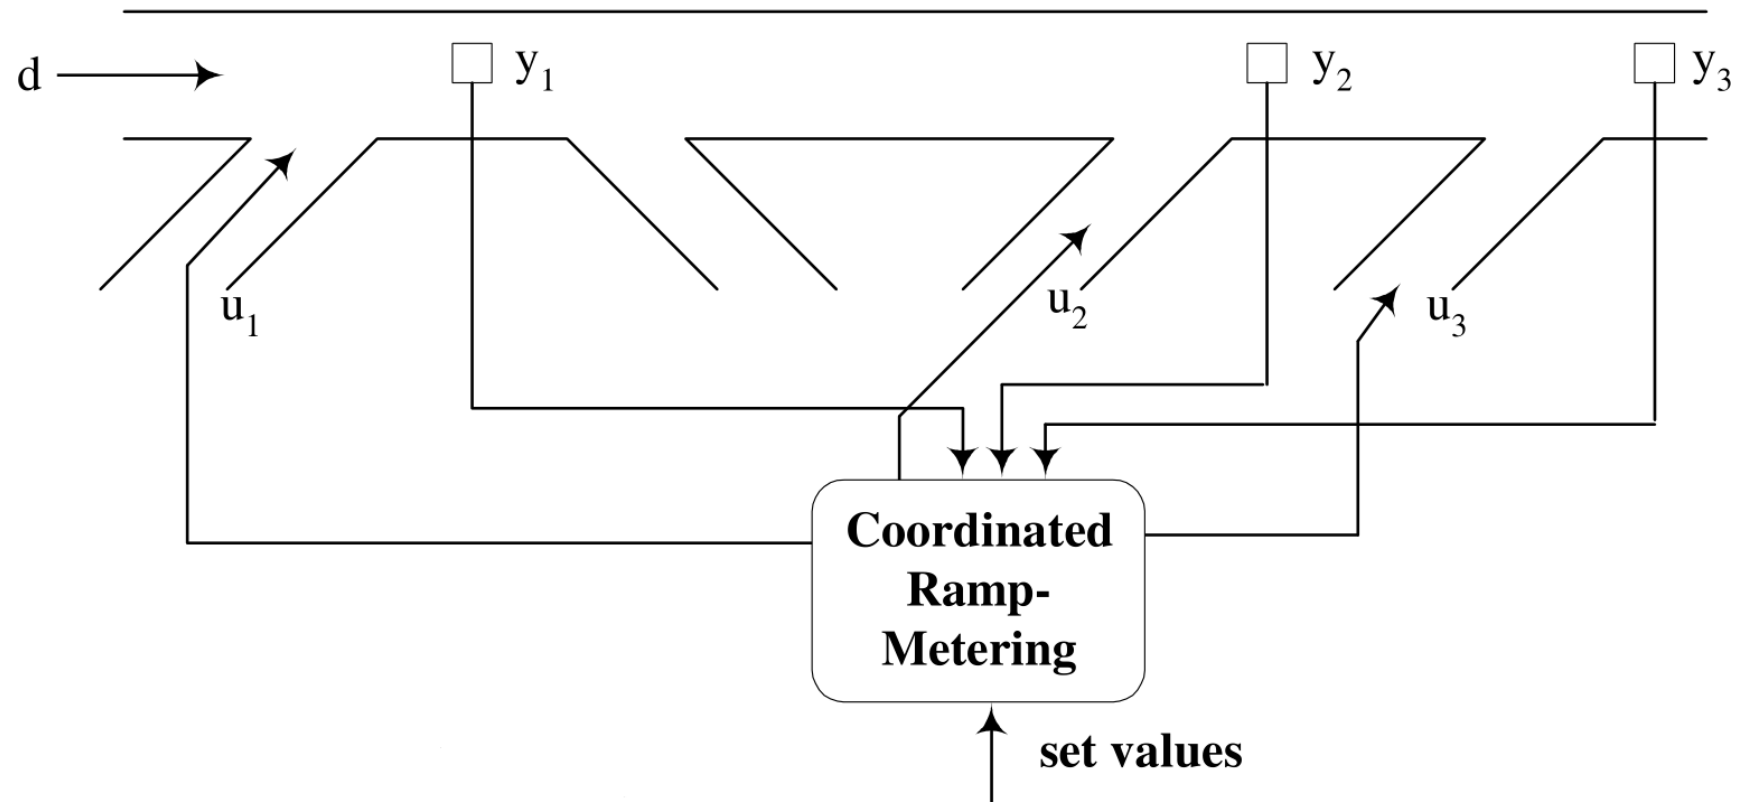 d
y1
y2
y3
u1
u2
u3
Coordinated
Ramp-
Metering
set values